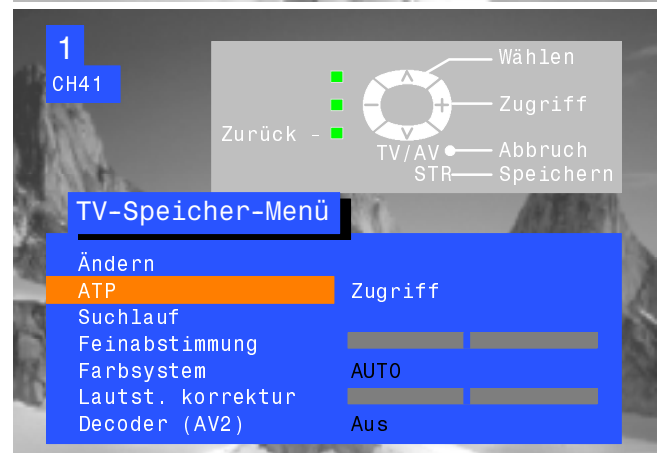 1
CH41
Wählen
Zugriff
Zurück -
TV/AV Abbruch
STR Speichern
TV-Speicher-Menü
Ändern
ATP Zugriff
Suchlauf
Feinabstimmung
Farbsystem AUTO
Lautst. korrektur
Decoder (AV2) Aus